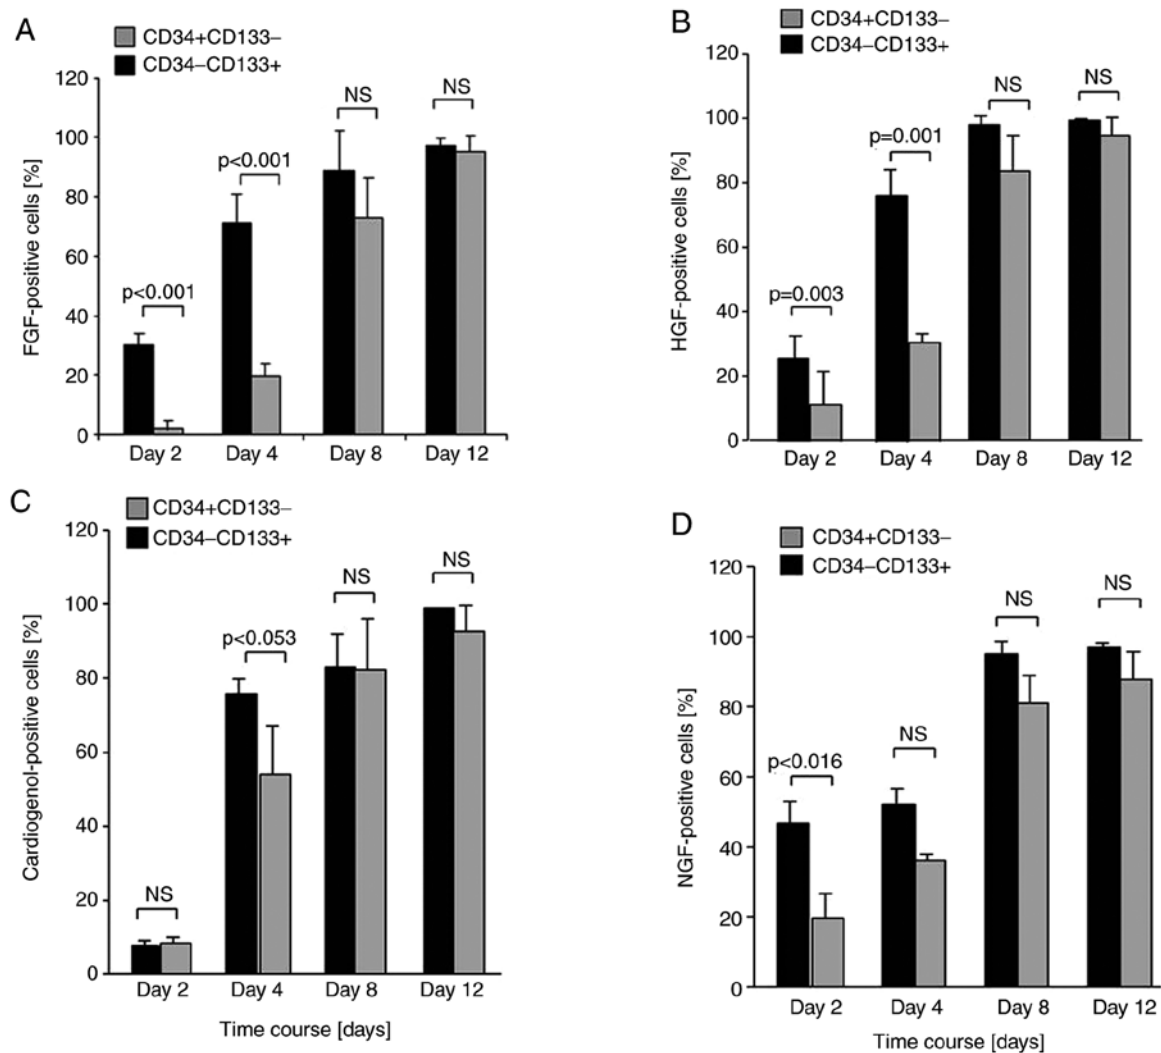 A
CD34+CD133–
CD34–CD133+
FGF-positive cells [%]
120
100
80
60
40
20
0
p<0.001
p<0.001
NS
NS
Day 2
Day 4
Day 8
Day 12
B
CD34+CD133–
CD34–CD133+
HGF-positive cells [%]
120
100
80
60
40
20
0
p=0.003
p=0.001
NS
NS
Day 2
Day 4
Day 8
Day 12
C
CD34+CD133–
CD34–CD133+
Cardiogenol-positive cells [%]
120
100
80
60
40
20
0
NS
p<0.053
NS
NS
Day 2
Day 4
Day 8
Day 12
Time course [days]
D
CD34+CD133–
CD34–CD133+
NGF-positive cells [%]
120
100
80
60
40
20
0
p<0.016
NS
NS
NS
Day 2
Day 4
Day 8
Day 12
Time course [days]